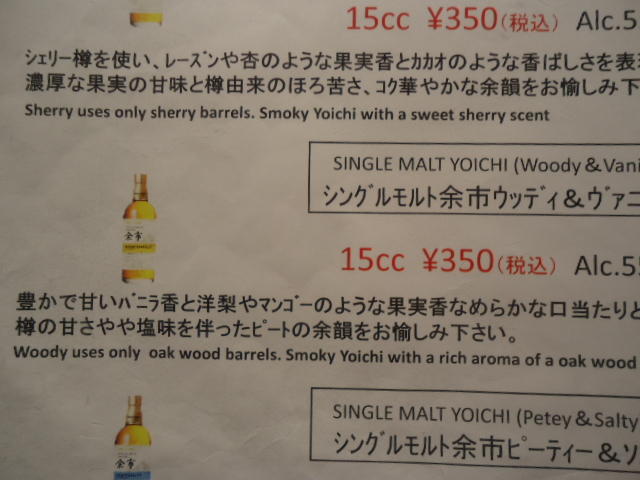 15cc ¥350(税込) Alc.5
シェリー樽を使い、レーズンや杏のような果実香とカカオのような香ばしさを表
濃厚な果実の甘味と樽由来のほろ苦さ、コク華やかな余韻をお愉しみ下
Sherry uses only sherry barrels. Smoky Yoichi with a sweet sherry scent
SINGLE MALT YOICHI (Woody&Vani
シングルモルト余市ウッディ&ヴァニ
余市
15cc ¥350(税込) Alc.5
豊かで甘いバニラ香と洋梨やマンゴーのような果実香なめらかな口当たりと
樽の甘さやや塩味を伴ったピートの余韻をお愉しみ下さい。
Woody uses only oak wood barrels. Smoky Yoichi with a rich aroma of a oak wood
SINGLE MALT YOICHI (Petey&Salty
シングルモルト余市ピーティー&ソ
余市